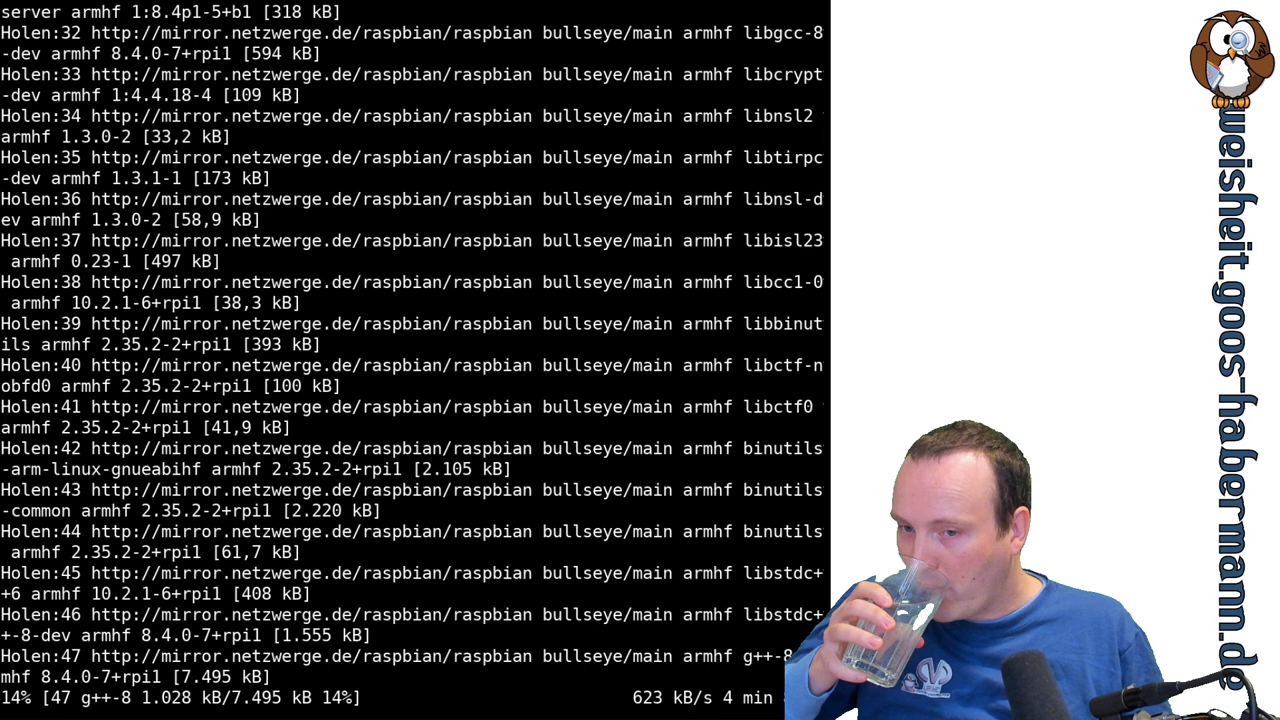 server armhf 1:8.4p1-5+b1 [318 kB]
Holen:32 http://mirror.netzwerge.de/raspbian/raspbian bullseye/main armhf libgcc-8
-dev armhf 8.4.0-7+rpi1 [594 kB]
Holen:33 http://mirror.netzwerge.de/raspbian/raspbian bullseye/main armhf libcrypt
-dev armhf 1:4.4.18-4 [109 kB]
Holen:34 http://mirror.netzwerge.de/raspbian/raspbian bullseye/main armhf libnsl2
armhf 1.3.0-2 [33,2 kB]
Holen:35 http://mirror.netzwerge.de/raspbian/raspbian bullseye/main armhf libtirpc
-dev armhf 1.3.1-1 [173 kB]
Holen:36 http://mirror.netzwerge.de/raspbian/raspbian bullseye/main armhf libnsl-d
ev armhf 1.3.0-2 [58,9 kB]
Holen:37 http://mirror.netzwerge.de/raspbian/raspbian bullseye/main armhf libisl23
armhf 0.23-1 [497 kB]
Holen:38 http://mirror.netzwerge.de/raspbian/raspbian bullseye/main armhf libcc1-0
armhf 10.2.1-6+rpi1 [38,3 kB]
Holen:39 http://mirror.netzwerge.de/raspbian/raspbian bullseye/main armhf libbinut
ils armhf 2.35.2-2+rpi1 [393 kB]
Holen:40 http://mirror.netzwerge.de/raspbian/raspbian bullseye/main armhf libctf-n
obfd0 armhf 2.35.2-2+rpi1 [100 kB]
Holen:41 http://mirror.netzwerge.de/raspbian/raspbian bullseye/main armhf libctf0
armhf 2.35.2-2+rpi1 [41,9 kB]
Holen:42 http://mirror.netzwerge.de/raspbian/raspbian bullseye/main armhf binutils
-arm-linux-gnueabihf armhf 2.35.2-2+rpi1 [2.105 kB]
Holen:43 http://mirror.netzwerge.de/raspbian/raspbian bullseye/main armhf binutils
-common armhf 2.35.2-2+rpi1 [2.220 kB]
Holen:44 http://mirror.netzwerge.de/raspbian/raspbian bullseye/main armhf binutils
armhf 2.35.2-2+rpi1 [61,7 kB]
Holen:45 http://mirror.netzwerge.de/raspbian/raspbian bullseye/main armhf libstdc+
+6 armhf 10.2.1-6+rpi1 [408 kB]
Holen:46 http://mirror.netzwerge.de/raspbian/raspbian bullseye/main armhf libstdc+
+-8-dev armhf 8.4.0-7+rpi1 [1.555 kB]
Holen:47 http://mirror.netzwerge.de/raspbian/raspbian bullseye/main armhf g++-8
mhf 8.4.0-7+rpi1 [7.495 kB]
14% [47 g++-8 1.028 kB/7.495 kB 14%] 623 kB/s 4 min
weisheit.goos-habermann.de